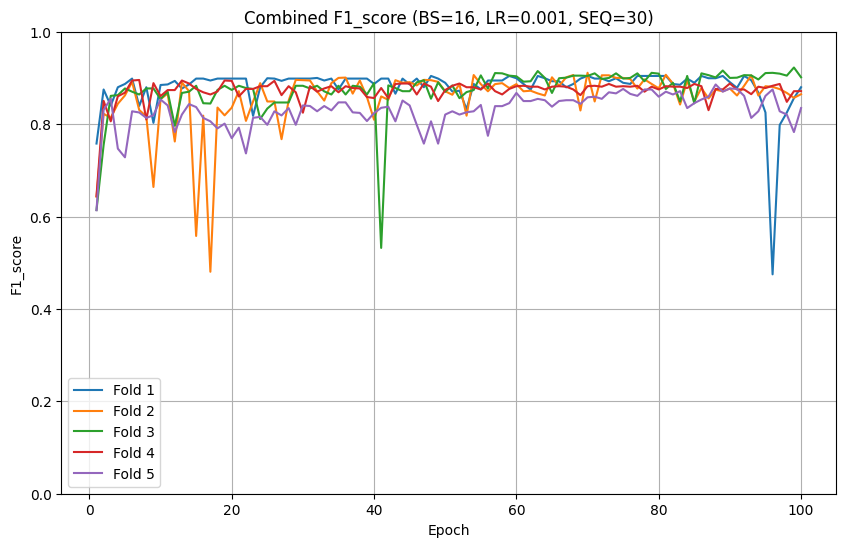 Combined F1_score (BS=16, LR=0.001, SEQ=30)
1.0
0.8
0.6
0.4
0.2
0.0
F1_score
Fold 1
Fold 2
Fold 3
Fold 4
Fold 5
0 20 40 60 80 100
Epoch